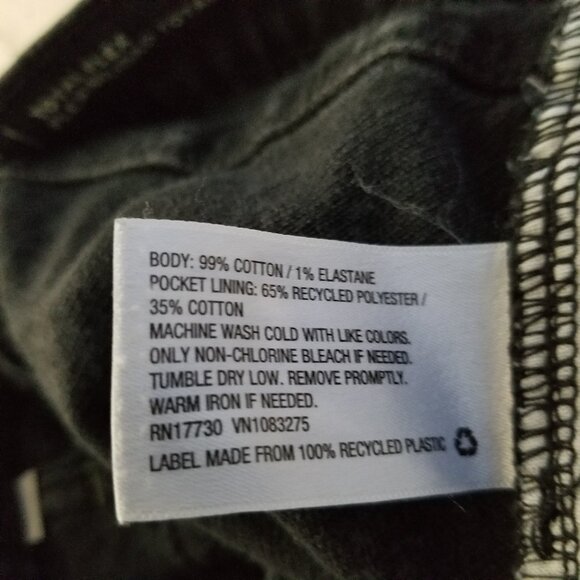 BODY: 99% COTTON / 1% ELASTANE
POCKET LINING: 65% RECYCLED POLYESTER /
35% COTTON
MACHINE WASH COLD WITH LIKE COLORS.
ONLY NON-CHLORINE BLEACH IF NEEDED.
TUMBLE DRY LOW. REMOVE PROMPTLY.
WARM IRON IF NEEDED.
RN17730 VN1083275
LABEL MADE FROM 100% RECYCLED PLASTIC